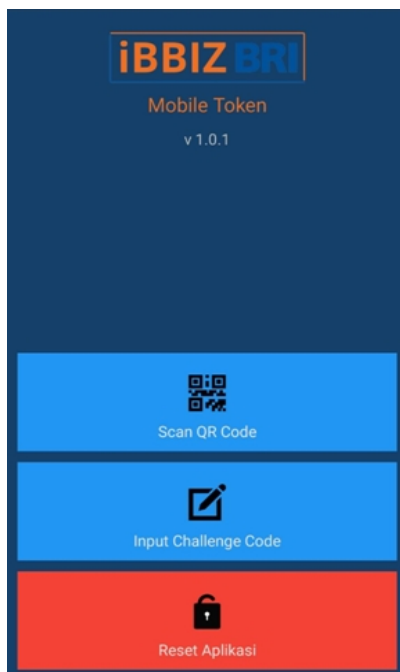 iBBIZ BRI
Mobile Token
v 1.0.1
Scan QR Code
Input Challenge Code
Reset Aplikasi